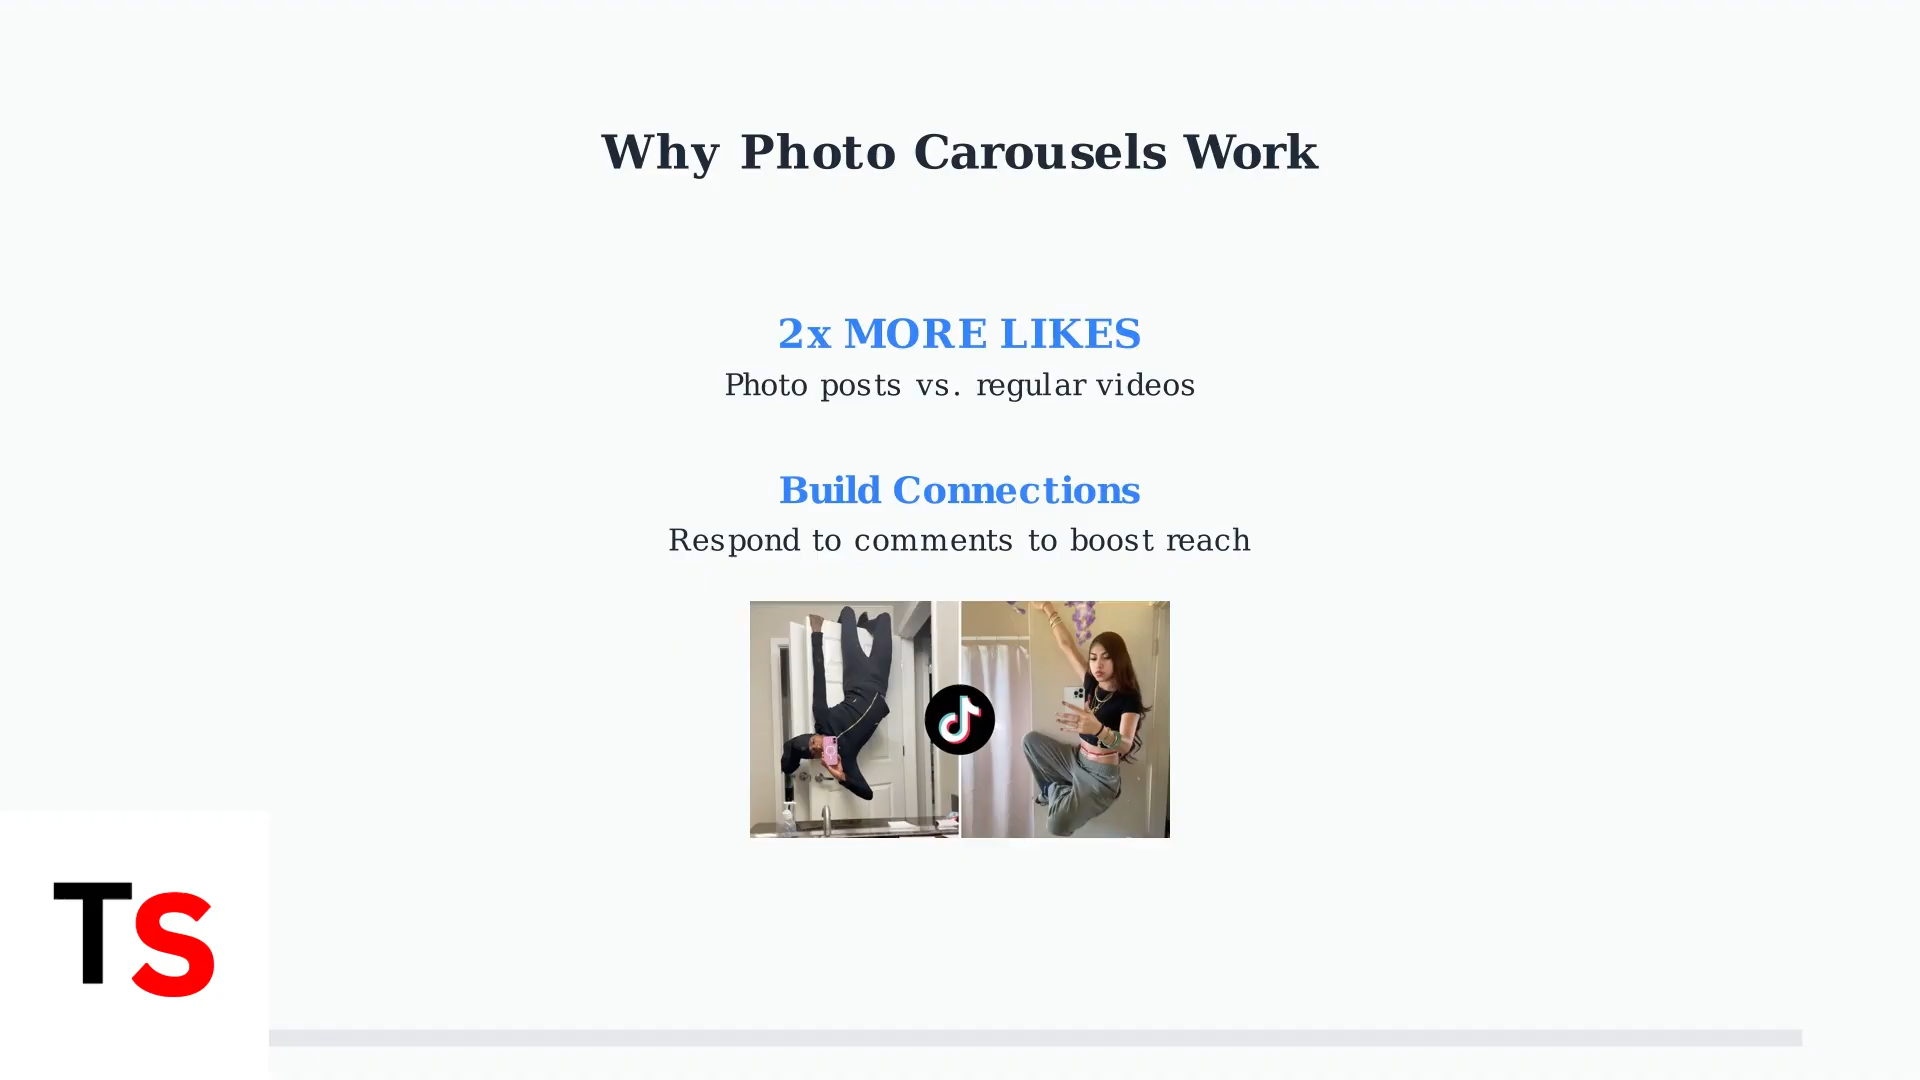 Why Photo Carousels Work
2x MORE LIKES
Photo posts vs. regular videos
Build Connections
Respond to comments to boost reach
TS